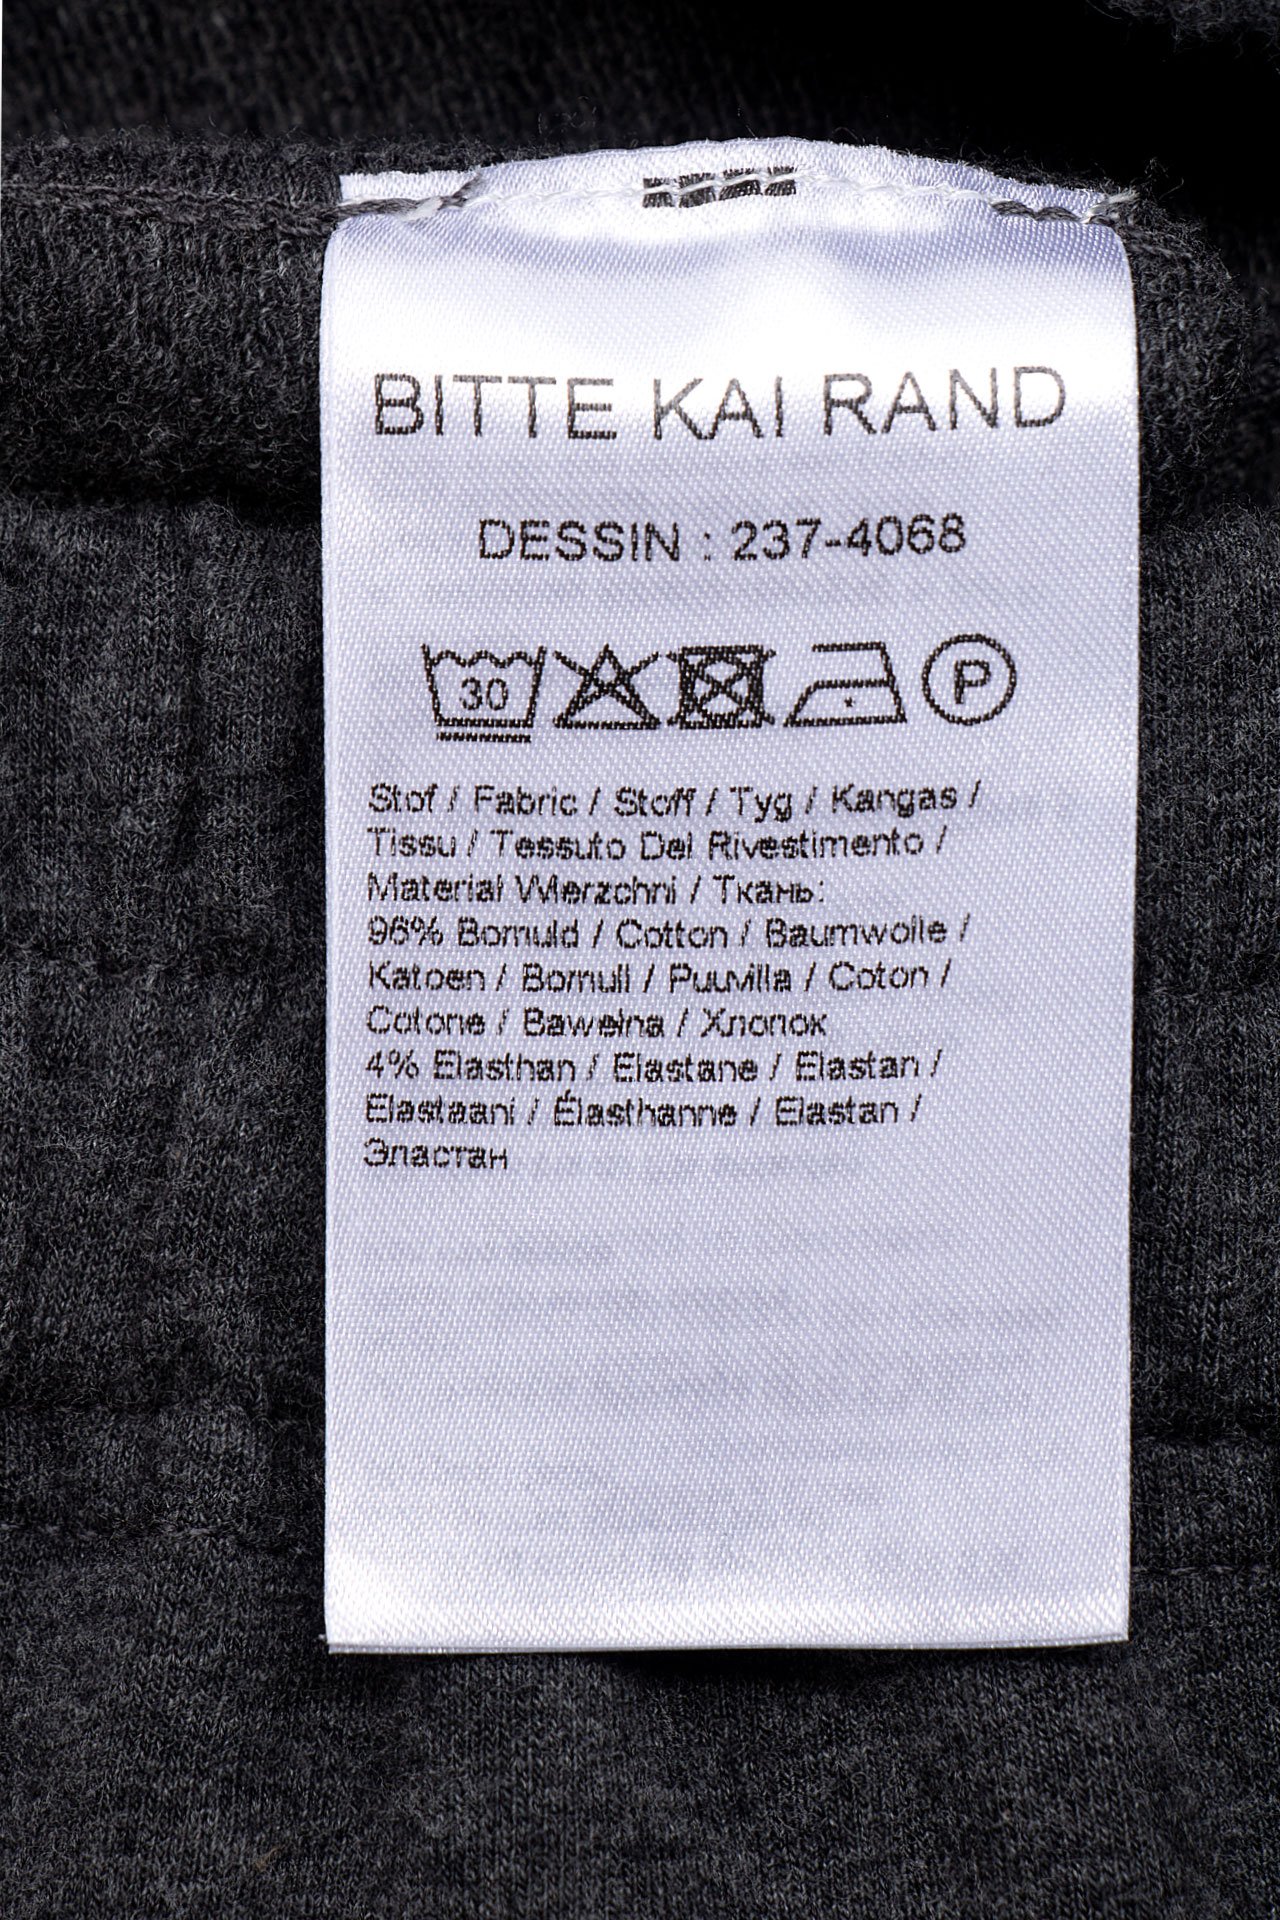 BITTE KAI RAND
DESSIN : 237-4068
30 P
Stof / Fabric / Stoff / Tyg / Kangas /
Tissu / Tessuto Del Rivestimento /
Materiał Wierzchni / Ткань:
96% Bomuld / Cotton / Baumwolle /
Katoen / Bomull / Puuvilla / Coton /
Cotone / Bawełna / Хлопок
4% Elasthan / Elastane / Elastan /
Elastaani / Élasthanne / Elastan /
Эластан